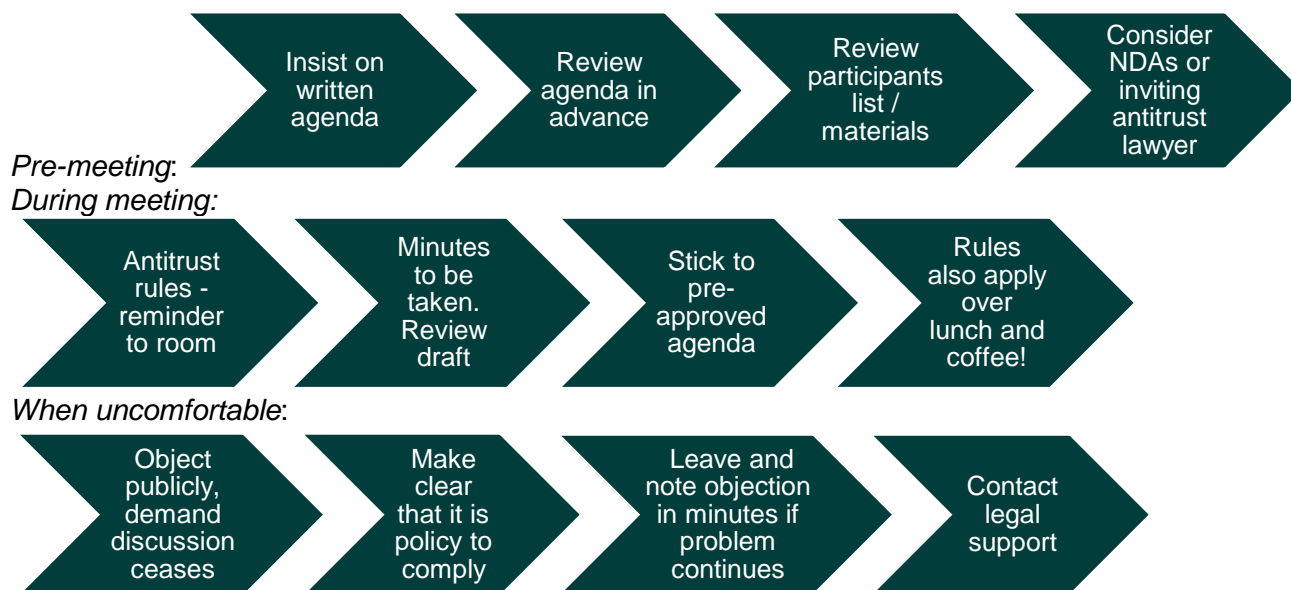 Pre-meeting:
Insist on
written
agenda
Review
agenda in
advance
Review
participants
list /
materials
Consider
NDAs or
inviting
antitrust
lawyer
During meeting:
Antitrust
rules -
reminder
to room
Minutes
to be
taken.
Review
draft
Stick to
pre-
approved
agenda
Rules
also apply
over
lunch and
coffee!
When uncomfortable:
Object
publicly,
demand
discussion
ceases
Make
clear
that it is
policy to
comply
Leave and
note objection
in minutes if
problem
continues
Contact
legal
support